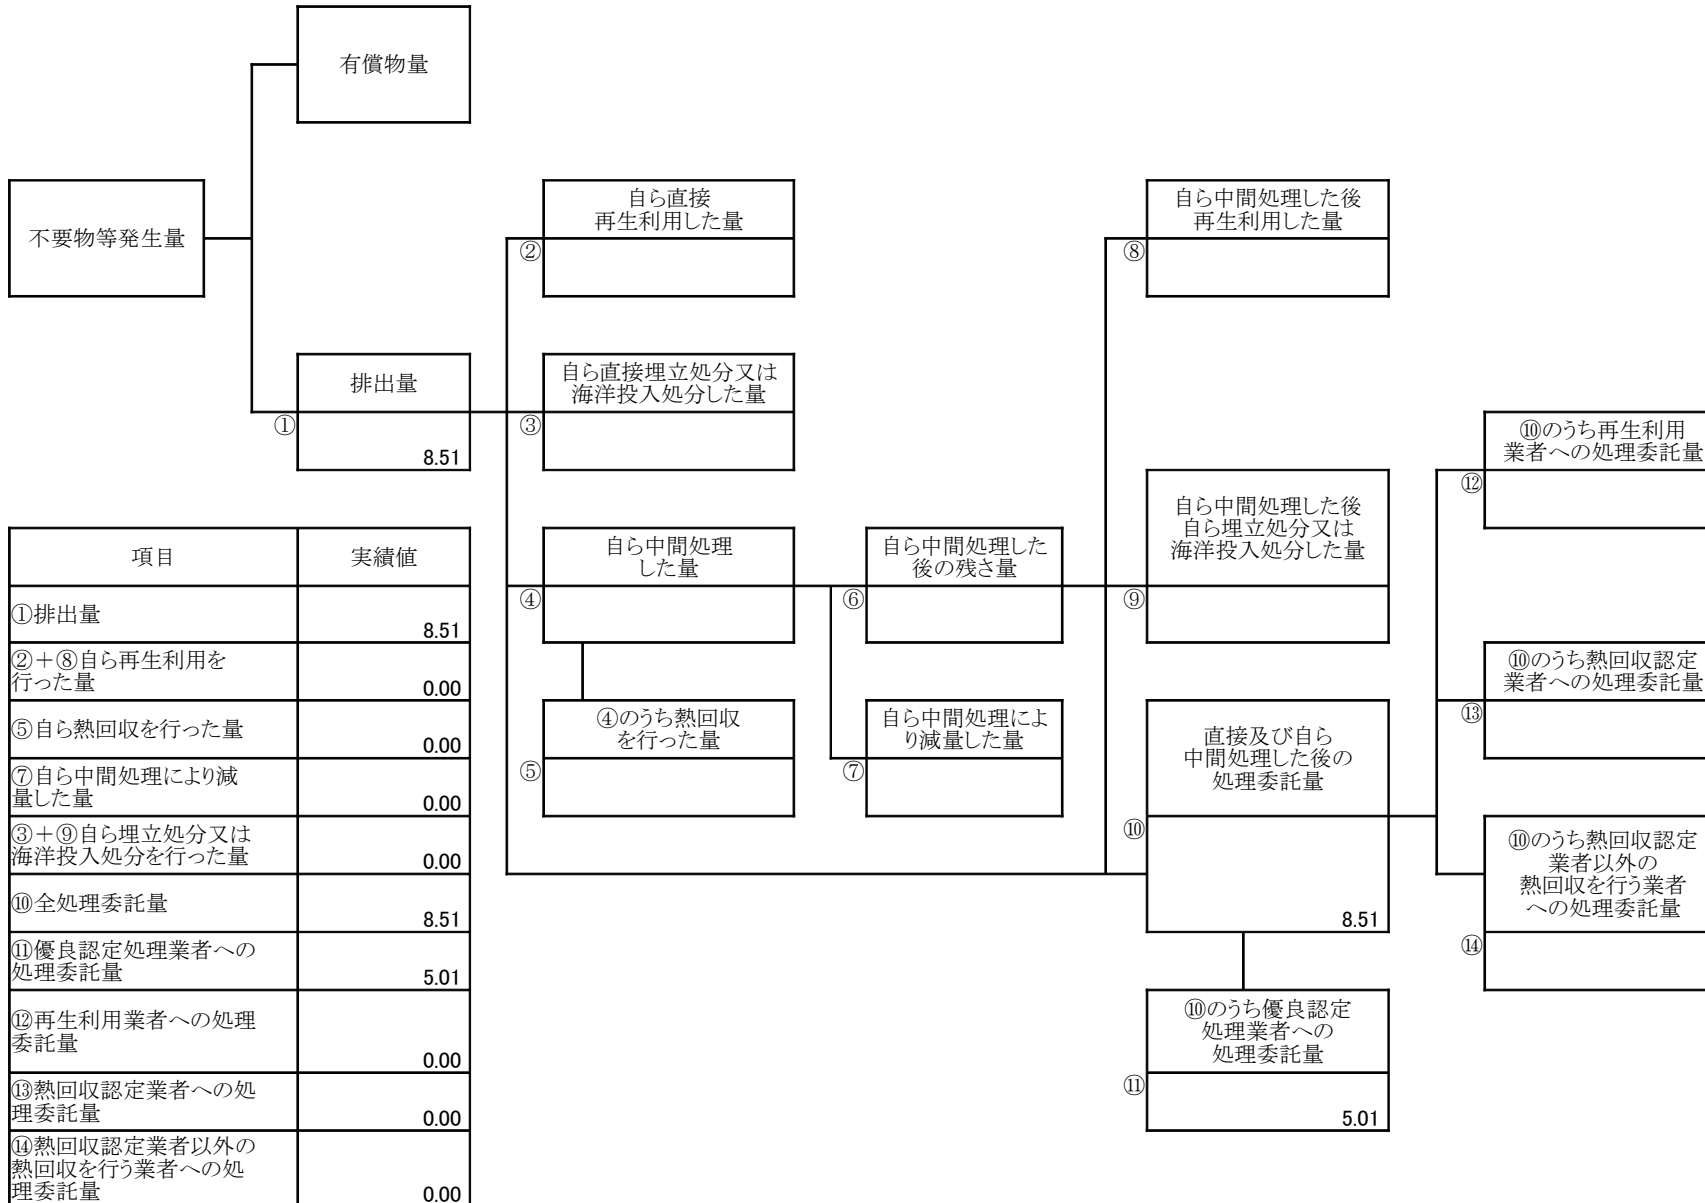 有償物量
不要物等発生量
自ら直接
再生利用した量
②
自ら中間処理した後
再生利用した量
⑧
排出量
①
8.51
自ら直接埋立処分又は
海洋投入処分した量
③
⑩のうち再生利用
業者への処理委託量
⑫
自ら中間処理した後
自ら埋立処分又は
海洋投入処分した量
⑨
自ら中間処理
した量
④
自ら中間処理した
後の残さ量
⑥
⑩のうち熱回収認定
業者への処理委託量
⑬
④のうち熱回収
を行った量
⑤
自ら中間処理によ
り減量した量
⑦
直接及び自ら
中間処理した後の
処理委託量
⑩
8.51
⑩のうち熱回収認定
業者以外の
熱回収を行う業者
への処理委託量
⑭
⑩のうち優良認定
処理業者への
処理委託量
⑪
5.01
項目 実績値
①排出量
8.51
②+⑧自ら再生利用を
行った量
0.00
⑤自ら熱回収を行った量
0.00
⑦自ら中間処理により減
量した量
0.00
③+⑨自ら埋立処分又は
海洋投入処分を行った量
0.00
⑩全処理委託量
8.51
⑪優良認定処理業者への
処理委託量
5.01
⑫再生利用業者への処理
委託量
0.00
⑬熱回収認定業者への処
理委託量
0.00
⑭熱回収認定業者以外の
熱回収を行う業者への処
理委託量
0.00